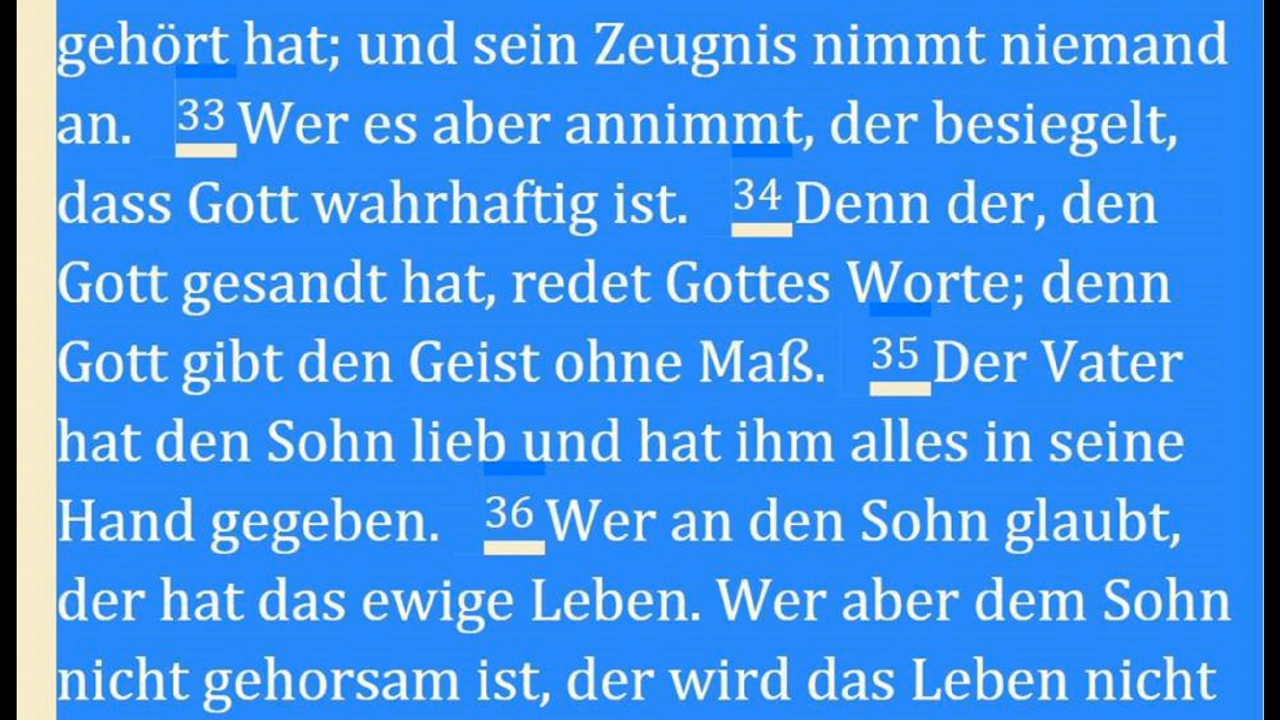 gehört hat; und sein Zeugnis nimmt niemand
an. 33 Wer es aber annimmt, der besiegelt,
dass Gott wahrhaftig ist. 34 Denn der, den
Gott gesandt hat, redet Gottes Worte; denn
Gott gibt den Geist ohne Maß. 35 Der Vater
hat den Sohn lieb und hat ihm alles in seine
Hand gegeben. 36 Wer an den Sohn glaubt,
der hat das ewige Leben. Wer aber dem Sohn
nicht gehorsam ist, der wird das Leben nicht